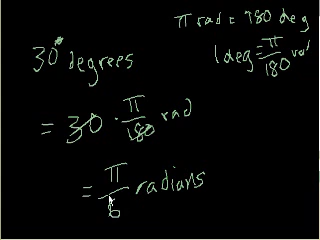 π rad = 180 deg
1 deg = π/180 rad
30° degrees
= 30 · π/180 rad
= π/6 radians